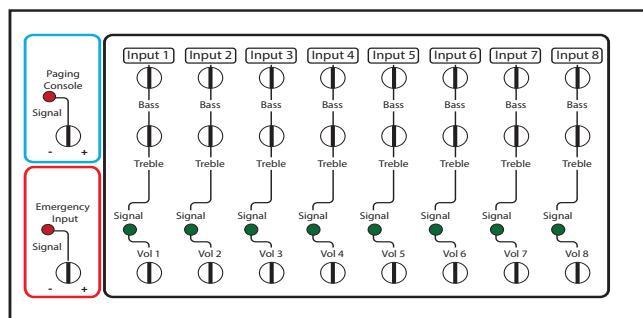 Paging
Console
Signal
- +
Emergency
Input
Signal
- +
Input 1 Input 2 Input 3 Input 4 Input 5 Input 6 Input 7 Input 8
Bass Bass Bass Bass Bass Bass Bass Bass
Treble Treble Treble Treble Treble Treble Treble Treble
Signal Signal Signal Signal Signal Signal Signal Signal
Vol 1 Vol 2 Vol 3 Vol 4 Vol 5 Vol 6 Vol 7 Vol 8